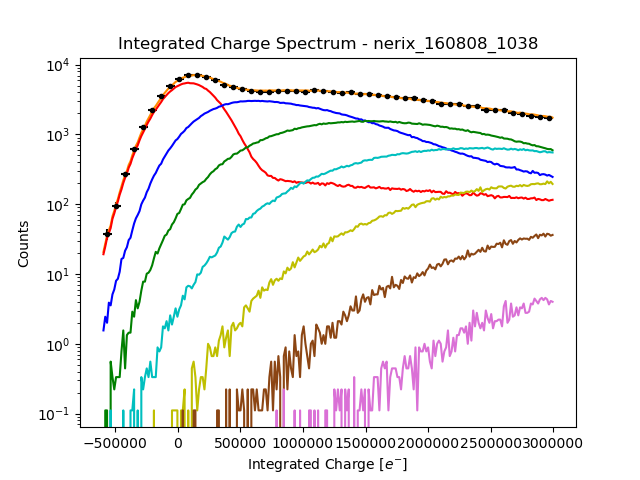 Integrated Charge Spectrum - nerix_160808_1038
10⁴
10³
10²
10¹
10⁰
10⁻¹
Counts
−500000 0 500000 1000000 1500000 2000000 2500000 3000000
Integrated Charge [e⁻]